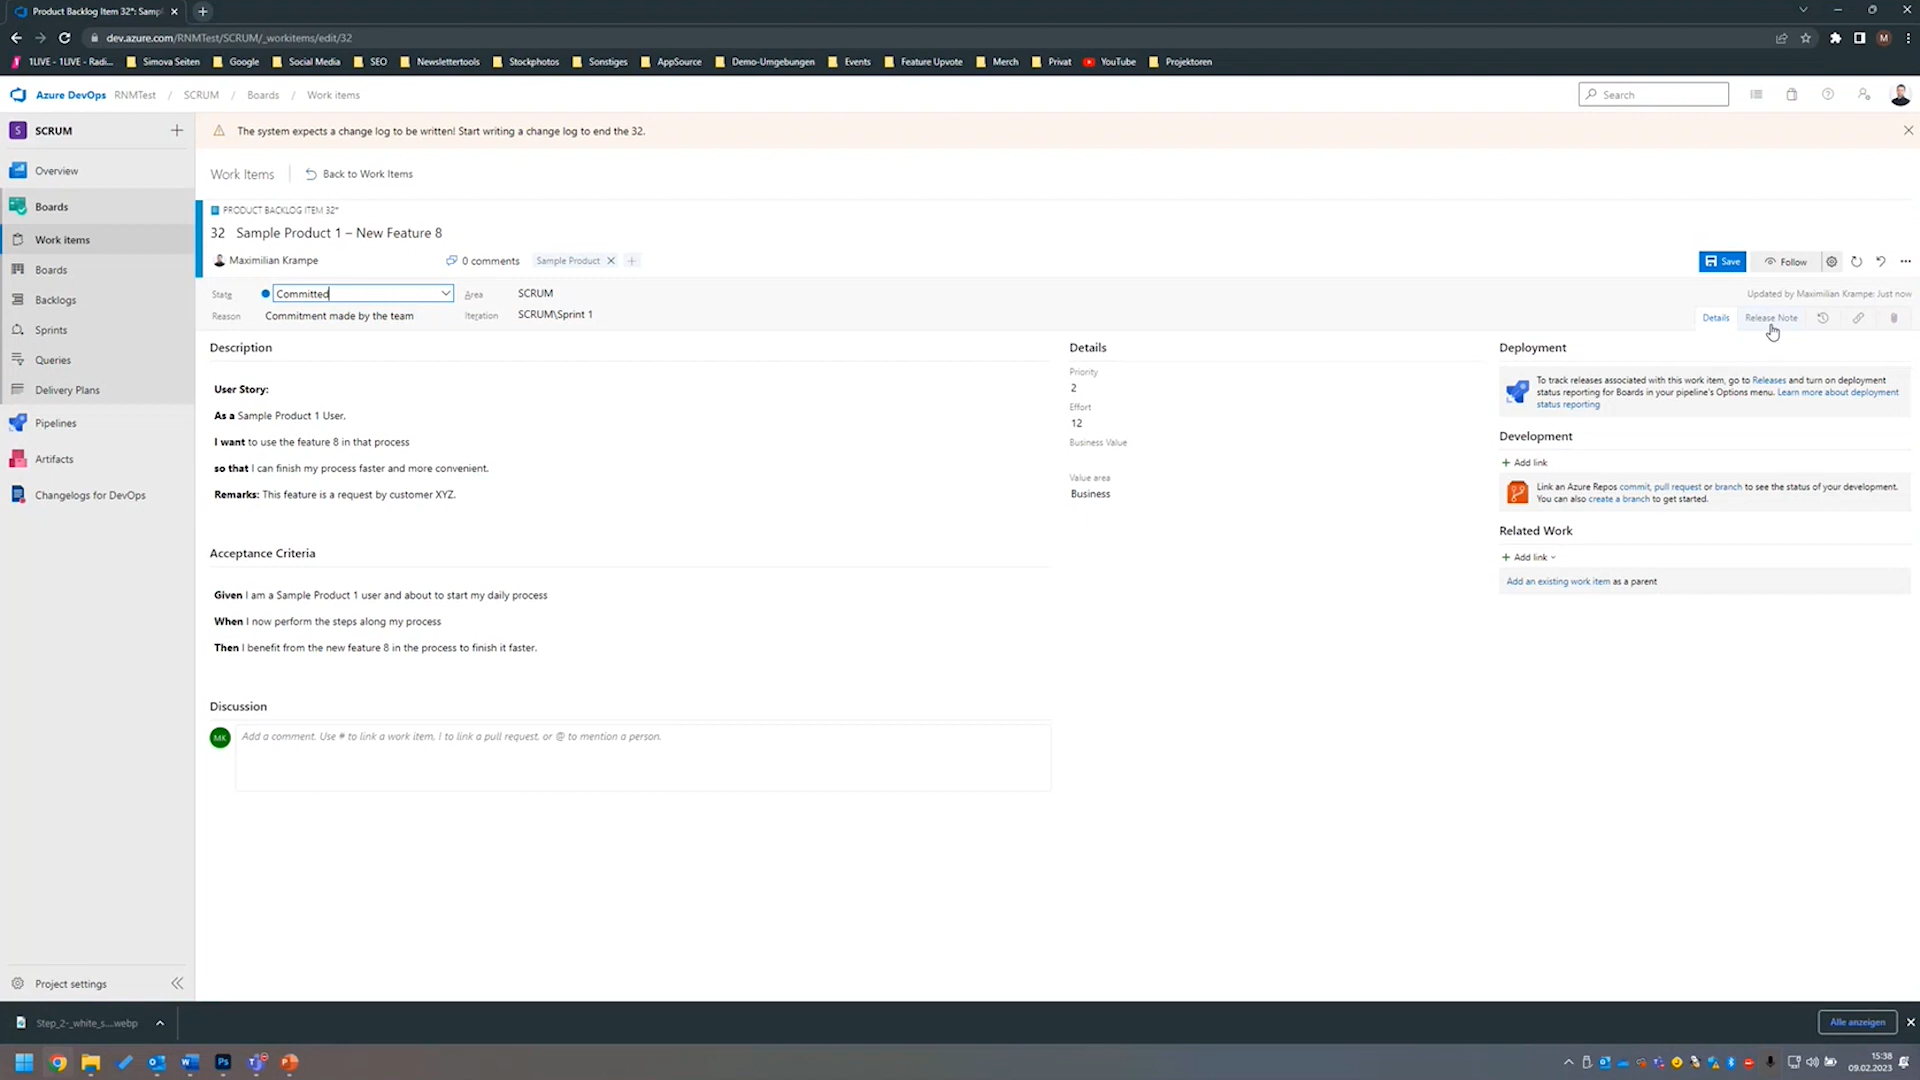 Product Backlog Item 32*: Sampl
dev.azure.com/RNMTest/SCRUM/_workitems/edit/32
M
1LIVE - 1LIVE - Radi...
Simova Seiten
Google
Social Media
SEO
Newslettertools
Stockphotos
Sonstiges
AppSource
Demo-Umgebungen
Events
Feature Upvote
Merch
Privat
YouTube
Projektoren
Azure DevOps
RNMTest / SCRUM / Boards / Work items
Search
S
SCRUM
The system expects a change log to be written! Start writing a change log to end the 32.
Overview
Boards
Work items
Boards
Backlogs
Sprints
Queries
Delivery Plans
Pipelines
Artifacts
Changelogs for DevOps
Project settings
Work Items
Back to Work Items
PRODUCT BACKLOG ITEM 32*
32 Sample Product 1 – New Feature 8
Maximilian Krampe
0 comments
Sample Product
Save
Follow
State
Committed
Area
SCRUM
Updated by Maximilian Krampe: Just now
Reason
Commitment made by the team
Iteration
SCRUM\Sprint 1
Details
Release Note
Description
User Story:
As a Sample Product 1 User,
I want to use the feature 8 in that process
so that I can finish my process faster and more convenient.
Remarks: This feature is a request by customer XYZ.
Acceptance Criteria
Given I am a Sample Product 1 user and about to start my daily process
When I now perform the steps along my process
Then I benefit from the new feature 8 in the process to finish it faster.
Discussion
MK
Add a comment. Use # to link a work item, ! to link a pull request, or @ to mention a person.
Details
Priority
2
Effort
12
Business Value
Value area
Business
Deployment
To track releases associated with this work item, go to Releases and turn on deployment
status reporting for Boards in your pipeline's Options menu. Learn more about deployment
status reporting
Development
Add link
Link an Azure Repos commit, pull request or branch to see the status of your development.
You can also create a branch to get started.
Related Work
Add link
Add an existing work item as a parent
Step_2-_white_s....webp
Alle anzeigen
15:38
09.02.2023